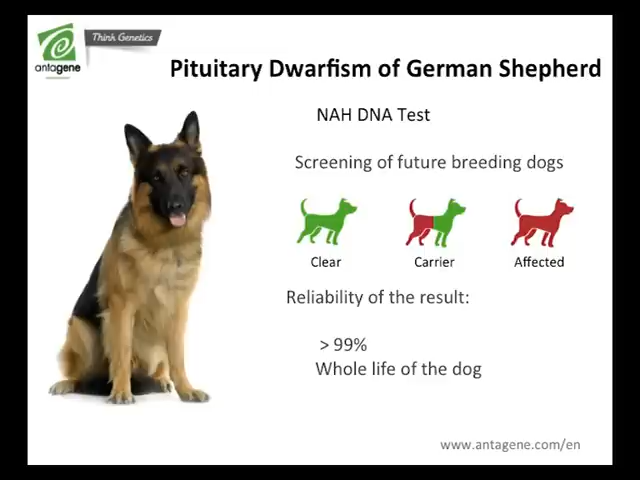 antagene
Think Genetics
Pituitary Dwarfism of German Shepherd
NAH DNA Test
Screening of future breeding dogs
Clear Carrier Affected
Reliability of the result:
> 99%
Whole life of the dog
www.antagene.com/en